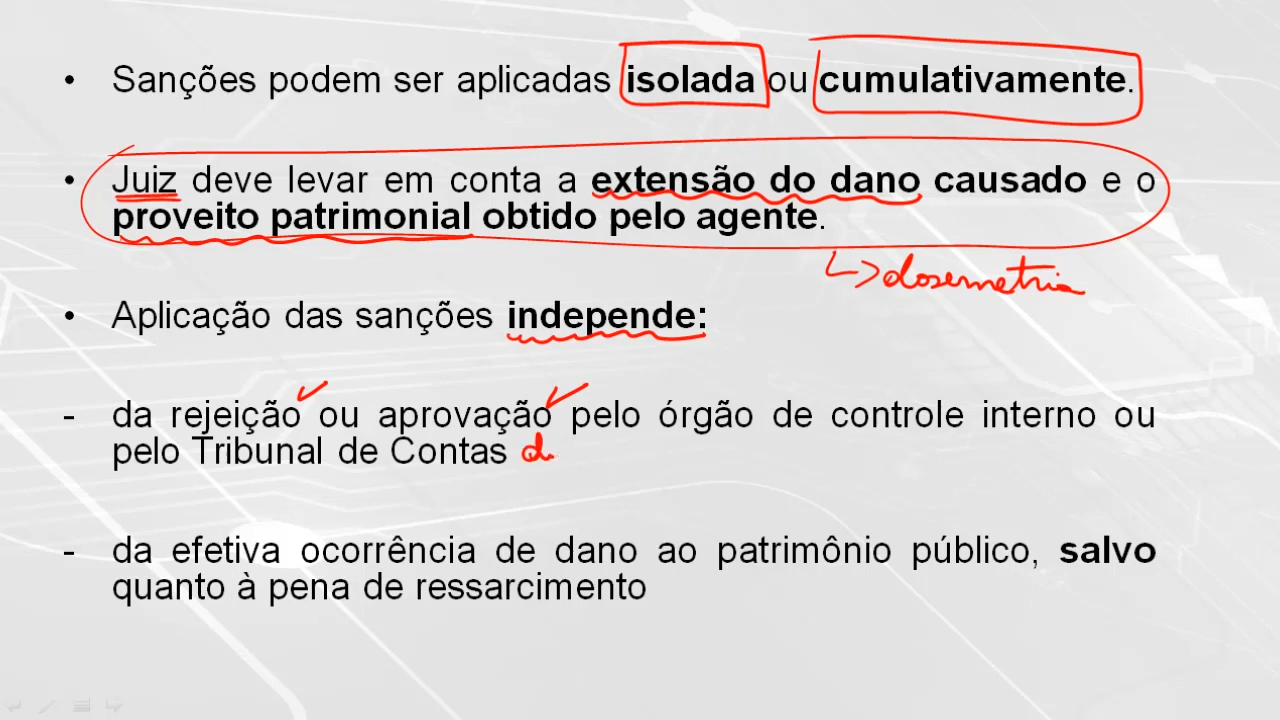 • Sanções podem ser aplicadas isolada ou cumulativamente.
• Juiz deve levar em conta a extensão do dano causado e o
proveito patrimonial obtido pelo agente.
↳>dosemetria
• Aplicação das sanções independe:
- da rejeição ou aprovação pelo órgão de controle interno ou
pelo Tribunal de Contas d
- da efetiva ocorrência de dano ao patrimônio público, salvo
quanto à pena de ressarcimento